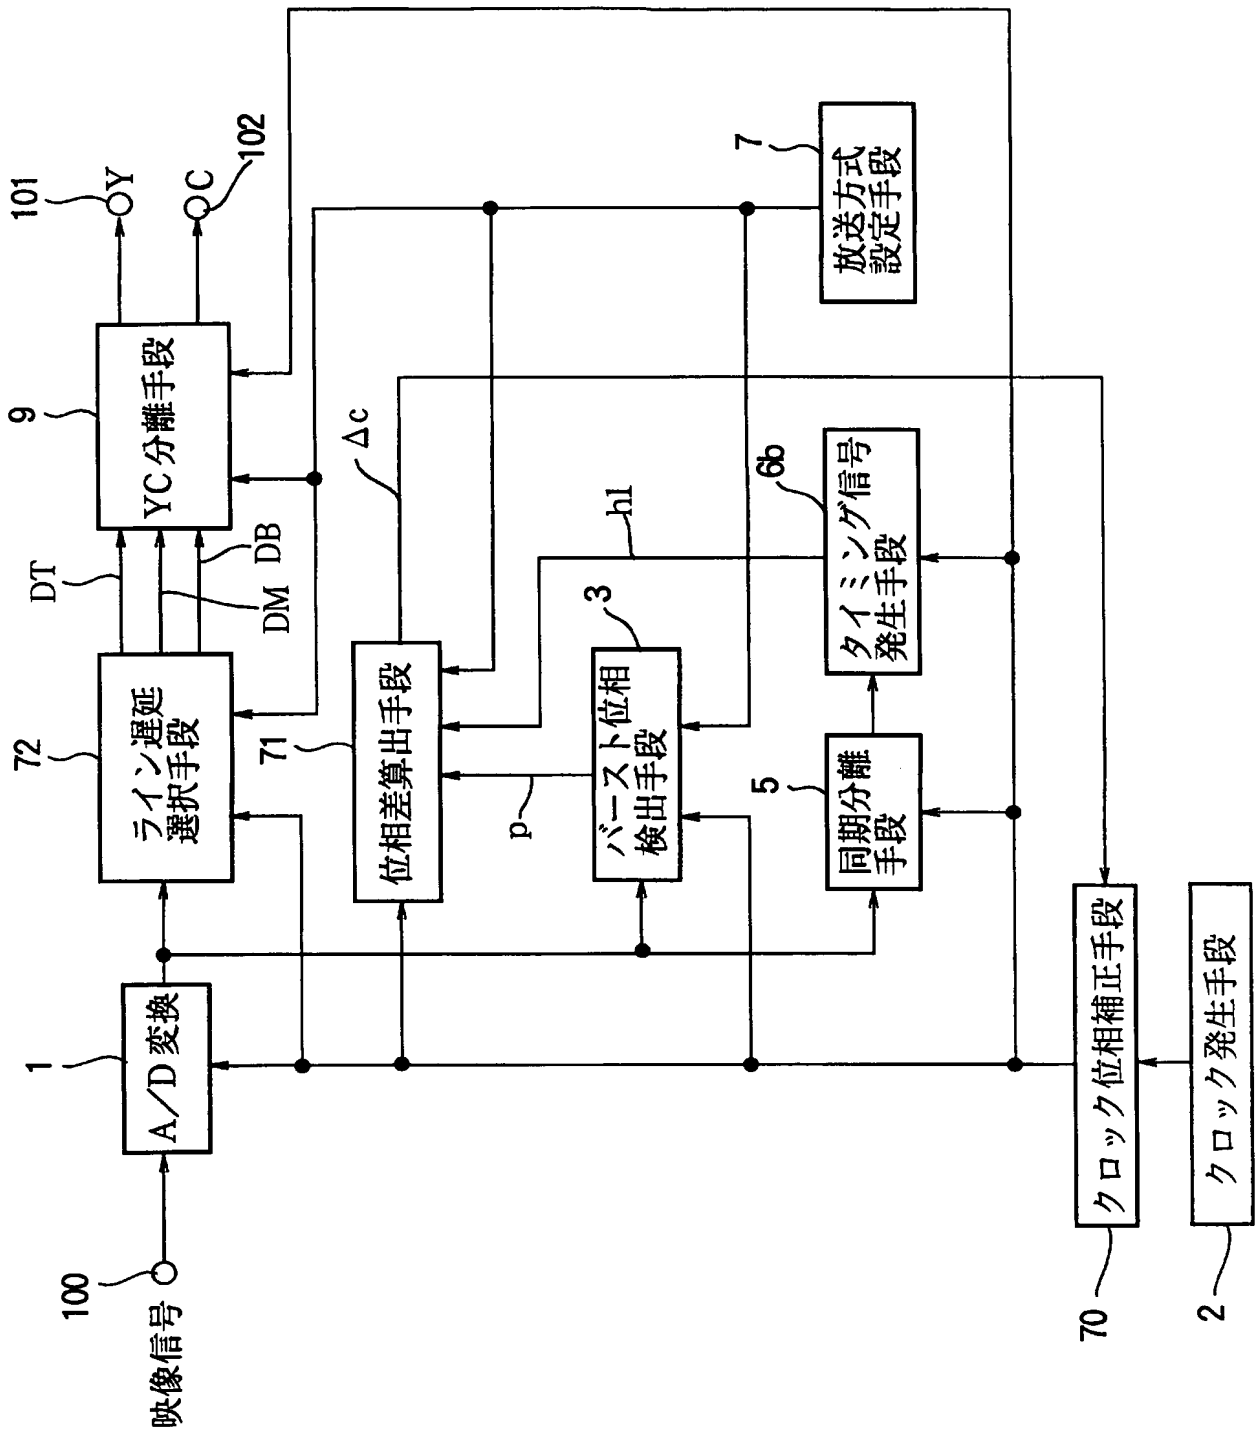 映像信号
100
1
A/D変換
72
ライン遅延
選択手段
DT
DM
DB
9
YC分離手段
101
Y
C
102
71
位相差算出手段
Δc
p
h1
3
バースト位相
検出手段
5
同期分離
手段
6b
タイミング信号
発生手段
7
放送方式
設定手段
70
クロック位相補正手段
2
クロック発生手段